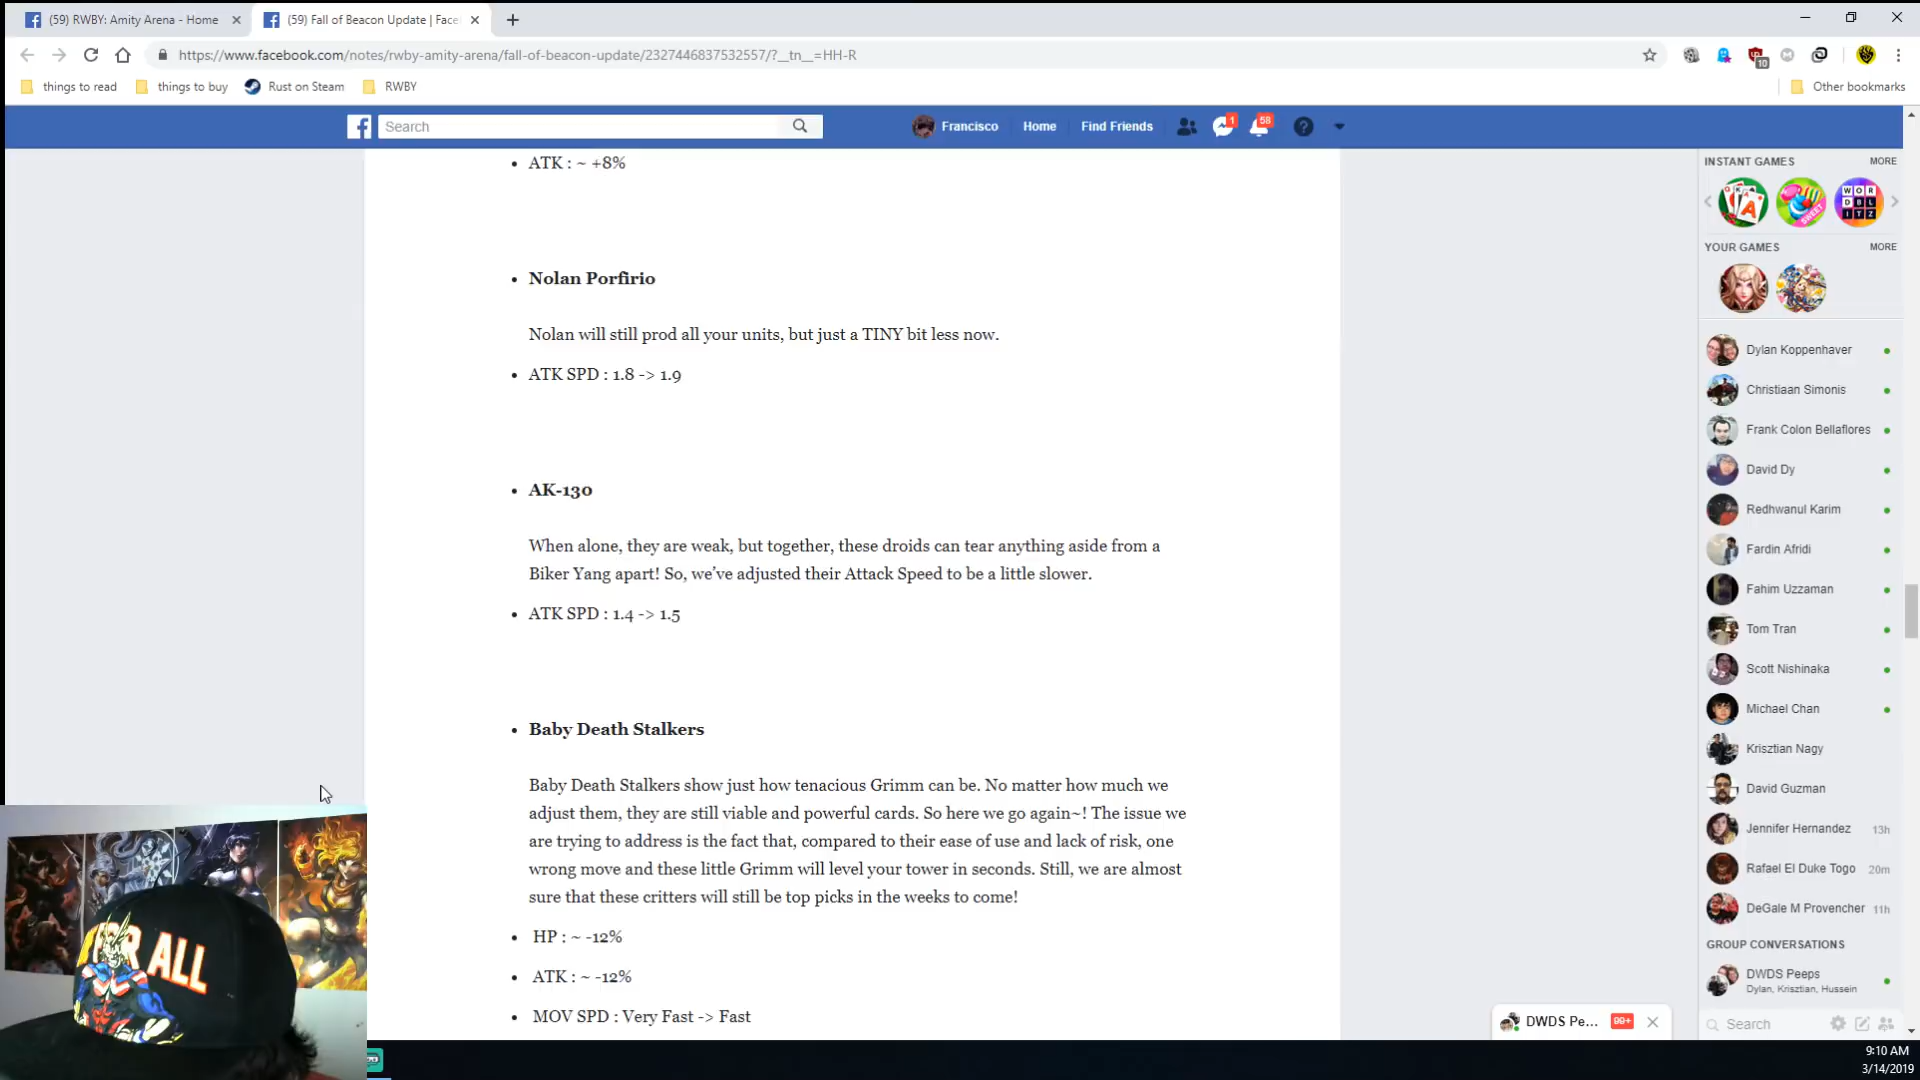 (59) RWBY: Amity Arena - Home
(59) Fall of Beacon Update | Face
https://www.facebook.com/notes/rwby-amity-arena/fall-of-beacon-update/2327446837532557/?__tn__=HH-R
10
things to read
things to buy
Rust on Steam
RWBY
Other bookmarks
Search
Francisco
Home
Find Friends
1
58
ATK : ~ +8%
Nolan Porfirio
Nolan will still prod all your units, but just a TINY bit less now.
ATK SPD : 1.8 -> 1.9
AK-130
When alone, they are weak, but together, these droids can tear anything aside from a
Biker Yang apart! So, we've adjusted their Attack Speed to be a little slower.
ATK SPD : 1.4 -> 1.5
Baby Death Stalkers
Baby Death Stalkers show just how tenacious Grimm can be. No matter how much we
adjust them, they are still viable and powerful cards. So here we go again~! The issue we
are trying to address is the fact that, compared to their ease of use and lack of risk, one
wrong move and these little Grimm will level your tower in seconds. Still, we are almost
sure that these critters will still be top picks in the weeks to come!
HP : ~ -12%
ATK : ~ -12%
MOV SPD : Very Fast -> Fast
INSTANT GAMES
MORE
YOUR GAMES
MORE
Dylan Koppenhaver
Christiaan Simonis
Frank Colon Bellaflores
David Dy
Redhwanul Karim
Fardin Afridi
Fahim Uzzaman
Tom Tran
Scott Nishinaka
Michael Chan
Krisztian Nagy
David Guzman
Jennifer Hernandez 13h
Rafael El Duke Togo 20m
DeGale M Provencher 11h
GROUP CONVERSATIONS
DWDS Peeps
Dylan, Krisztian, Hussein
Search
DWDS Pe... 99+
9:10 AM
3/14/2019
ALL